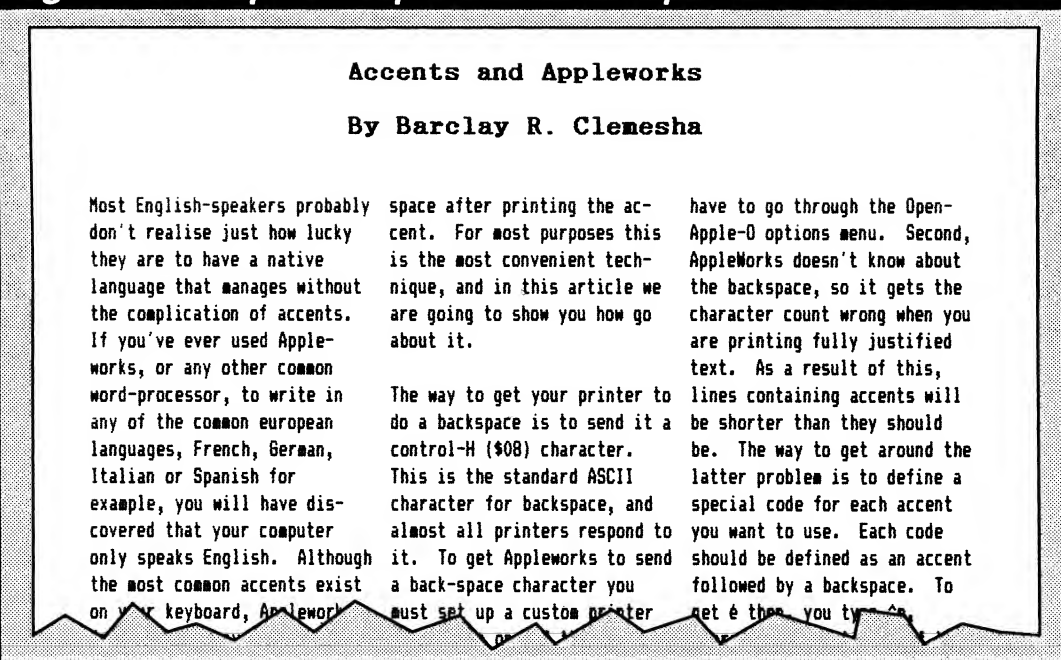 Accents and Appleworks
By Barclay R. Clemesha
Most English-speakers probably
don't realise just how lucky
they are to have a native
language that manages without
the complication of accents.
If you've ever used Apple-
works, or any other common
word-processor, to write in
any of the common european
languages, French, German,
Italian or Spanish for
example, you will have dis-
covered that your computer
only speaks English. Although
the most common accents exist
on your keyboard, Applework
space after printing the ac-
cent. For most purposes this
is the most convenient tech-
nique, and in this article we
are going to show you how go
about it.
The way to get your printer to
do a backspace is to send it a
control-H ($08) character.
This is the standard ASCII
character for backspace, and
almost all printers respond to
it. To get Appleworks to send
a back-space character you
must set up a custom printer
have to go through the Open-
Apple-O options menu. Second,
AppleWorks doesn't know about
the backspace, so it gets the
character count wrong when you
are printing fully justified
text. As a result of this,
lines containing accents will
be shorter than they should
be. The way to get around the
latter problem is to define a
special code for each accent
you want to use. Each code
should be defined as an accent
followed by a backspace. To
get é then, you type